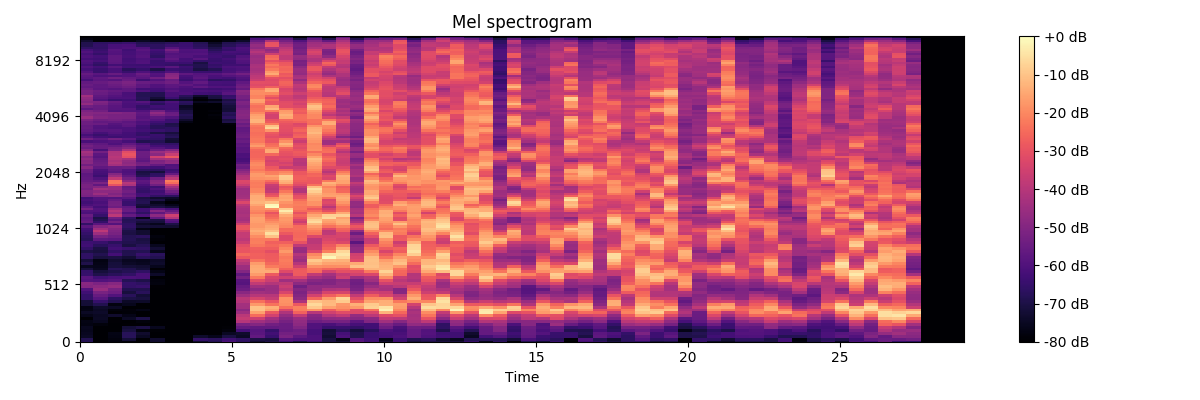 Mel spectrogram
Hz
8192
4096
2048
1024
512
0
0 5 10 15 20 25
Time
+0 dB
-10 dB
-20 dB
-30 dB
-40 dB
-50 dB
-60 dB
-70 dB
-80 dB